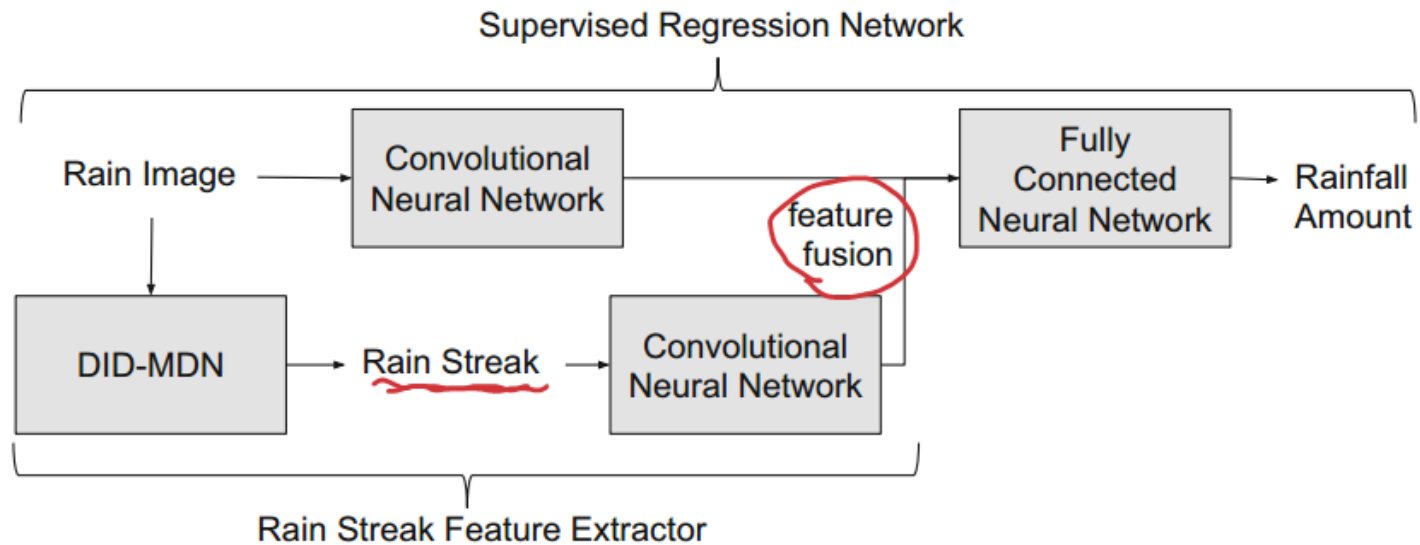 Supervised Regression Network
Rain Image
Convolutional
Neural Network
feature
fusion
Fully
Connected
Neural Network
Rainfall
Amount
DID-MDN
Rain Streak
Convolutional
Neural Network
Rain Streak Feature Extractor